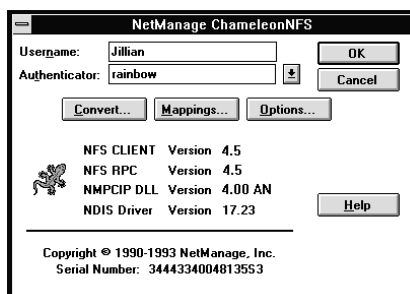 NetManage ChameleonNFS
Username: Jillian
OK
Authenticator: rainbow
Cancel
Convert... Mappings... Options...
NFS CLIENT Version 4.5
NFS RPC Version 4.5
NMPCIP DLL Version 4.00 AN
NDIS Driver Version 17.23
Help
Copyright © 1990-1993 NetManage, Inc.
Serial Number: 34443340048135S3